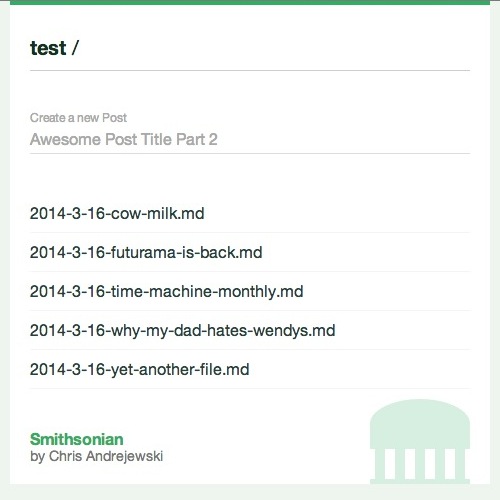 test /
Create a new Post
Awesome Post Title Part 2
2014-3-16-cow-milk.md
2014-3-16-futurama-is-back.md
2014-3-16-time-machine-monthly.md
2014-3-16-why-my-dad-hates-wendys.md
2014-3-16-yet-another-file.md
Smithsonian
by Chris Andrejewski